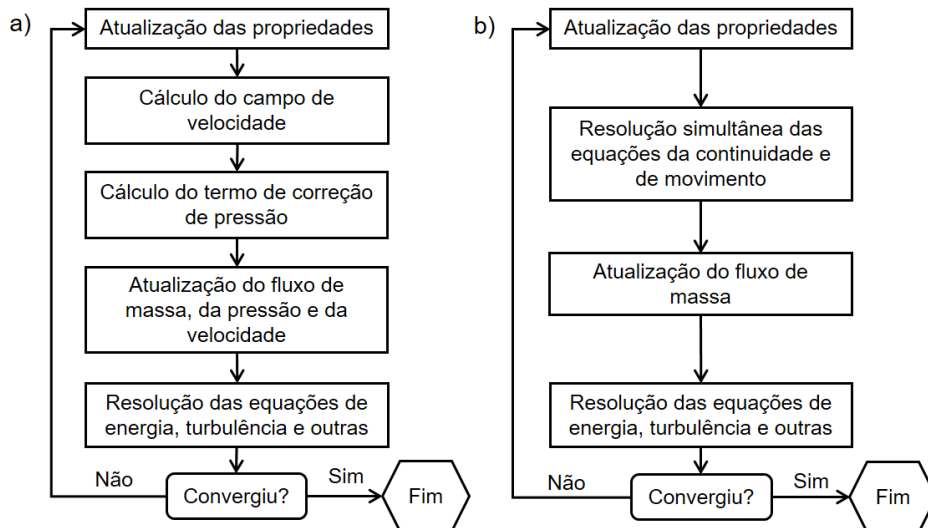 a)
Atualização das propriedades
Cálculo do campo de
velocidade
Cálculo do termo de correção
de pressão
Atualização do fluxo de
massa, da pressão e da
velocidade
Resolução das equações de
energia, turbulência e outras
Não
Convergiu?
Sim
Fim
b)
Atualização das propriedades
Resolução simultânea das
equações da continuidade e
de movimento
Atualização do fluxo de
massa
Resolução das equações de
energia, turbulência e outras
Não
Convergiu?
Sim
Fim